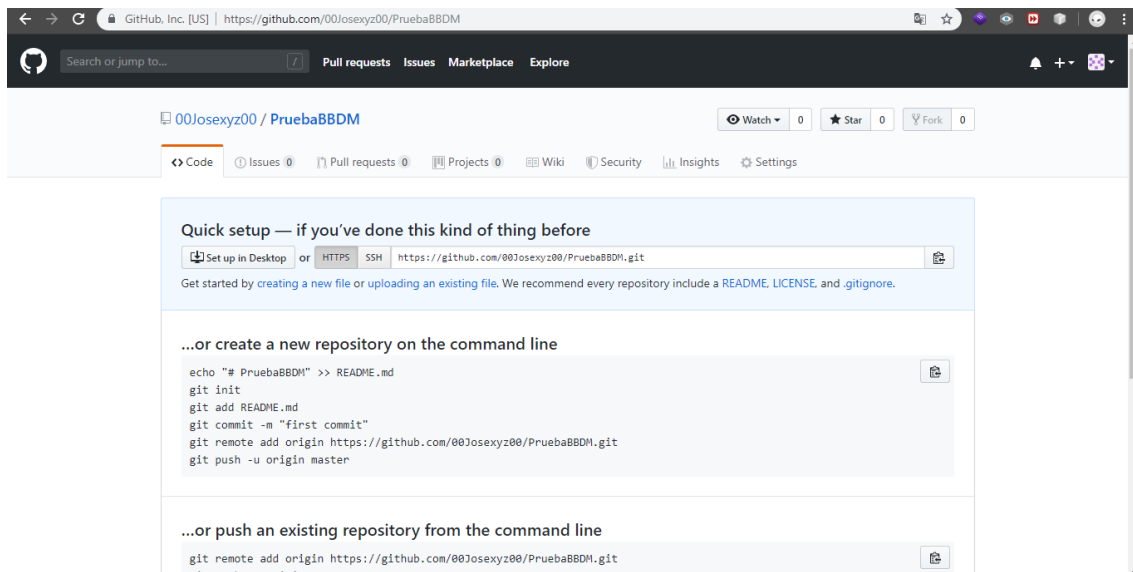 GitHub, Inc. [US] | https://github.com/00Josexyz00/PruebaBBDM
Search or jump to... / Pull requests Issues Marketplace Explore
00Josexyz00 / PruebaBBDM Watch 0 Star 0 Fork 0
Code Issues 0 Pull requests 0 Projects 0 Wiki Security Insights Settings
Quick setup — if you've done this kind of thing before
Set up in Desktop or HTTPS SSH https://github.com/00Josexyz00/PruebaBBDM.git
Get started by creating a new file or uploading an existing file. We recommend every repository include a README, LICENSE, and .gitignore.
...or create a new repository on the command line
echo "# PruebaBBDM" >> README.md
git init
git add README.md
git commit -m "first commit"
git remote add origin https://github.com/00Josexyz00/PruebaBBDM.git
git push -u origin master
...or push an existing repository from the command line
git remote add origin https://github.com/00Josexyz00/PruebaBBDM.git